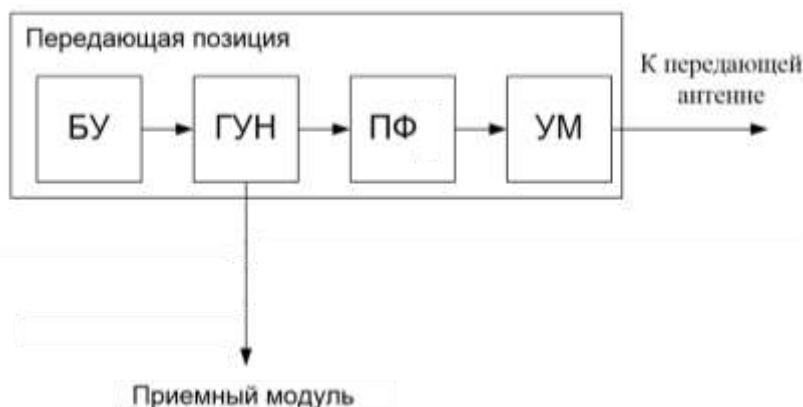 Передающая позиция
К передающей
антенне
БУ
ГУН
ПФ
УМ
Приемный модуль